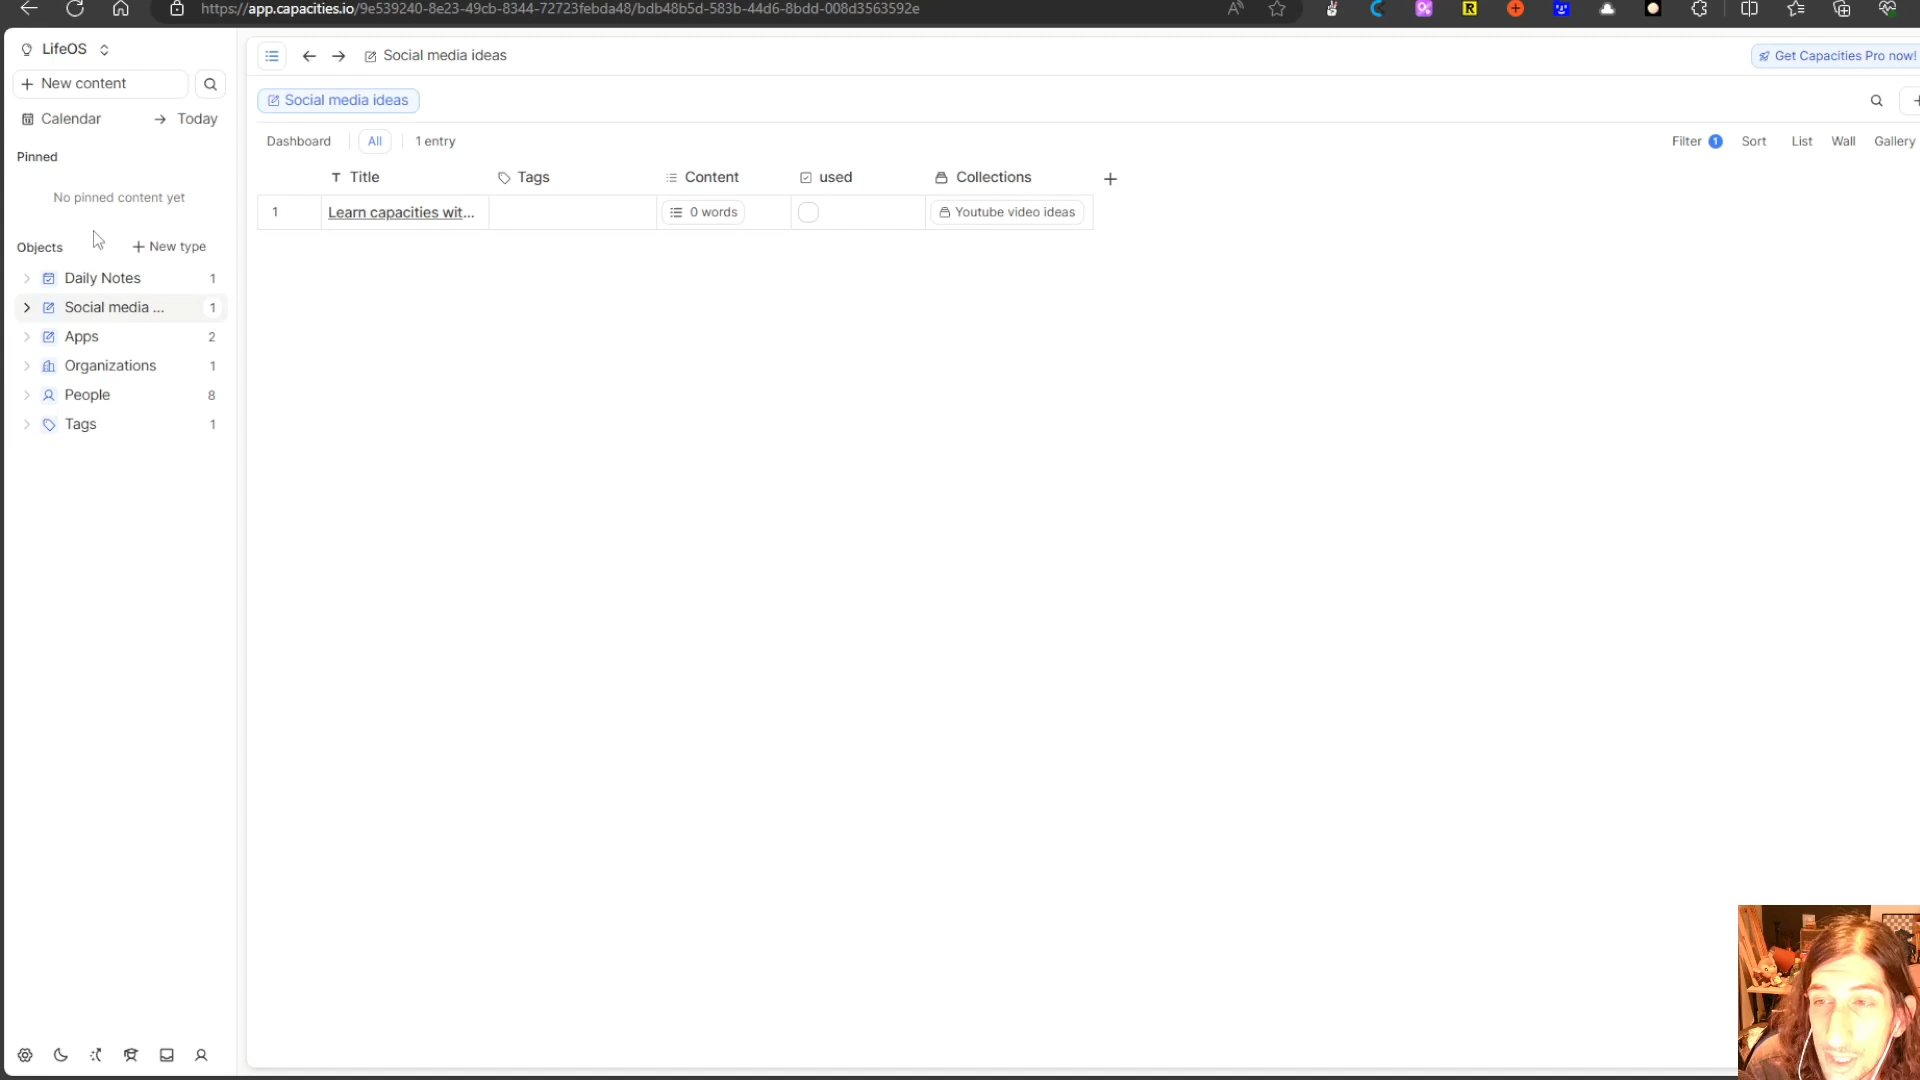 https://app.capacities.io/9e539240-8e23-49cb-8344-72723febda48/bdb48b5d-583b-44d6-8bdd-008d3563592e
LifeOS
New content
Calendar
Today
Pinned
No pinned content yet
Objects
New type
Daily Notes 1
Social media ... 1
Apps 2
Organizations 1
People 8
Tags 1
Social media ideas
Get Capacities Pro now!
Social media ideas
Dashboard All 1 entry
Filter 1 Sort List Wall Gallery
Title Tags Content used Collections
1 Learn capacities wit... 0 words Youtube video ideas